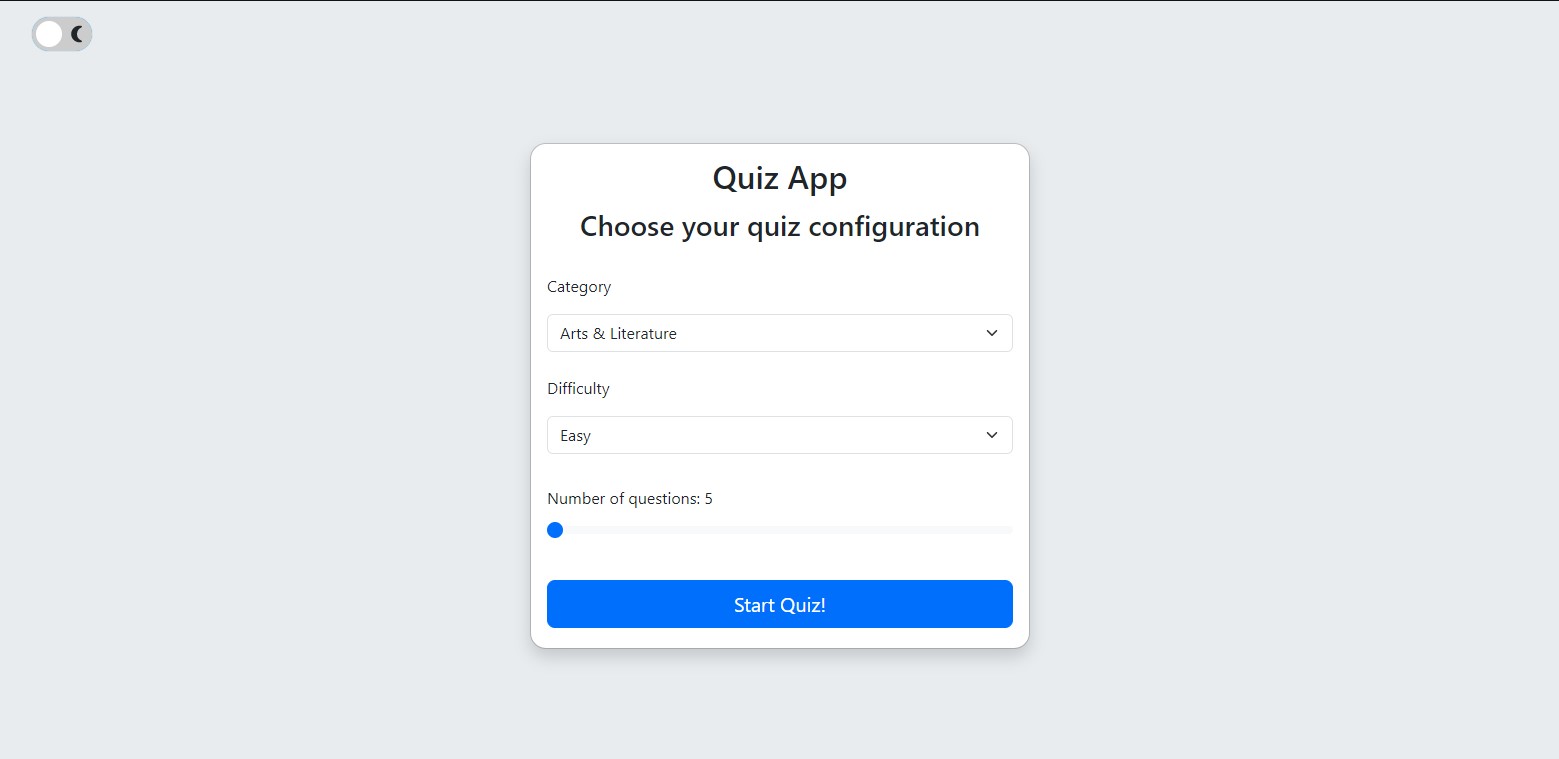 Quiz App
Choose your quiz configuration
Category
Arts & Literature
Difficulty
Easy
Number of questions: 5
Start Quiz!